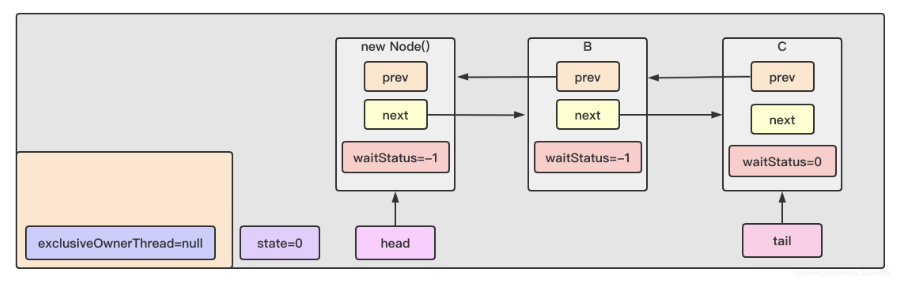 new Node() B C
prev prev prev
next next next
waitStatus=-1 waitStatus=-1 waitStatus=0
exclusiveOwnerThread=null state=0 head tail